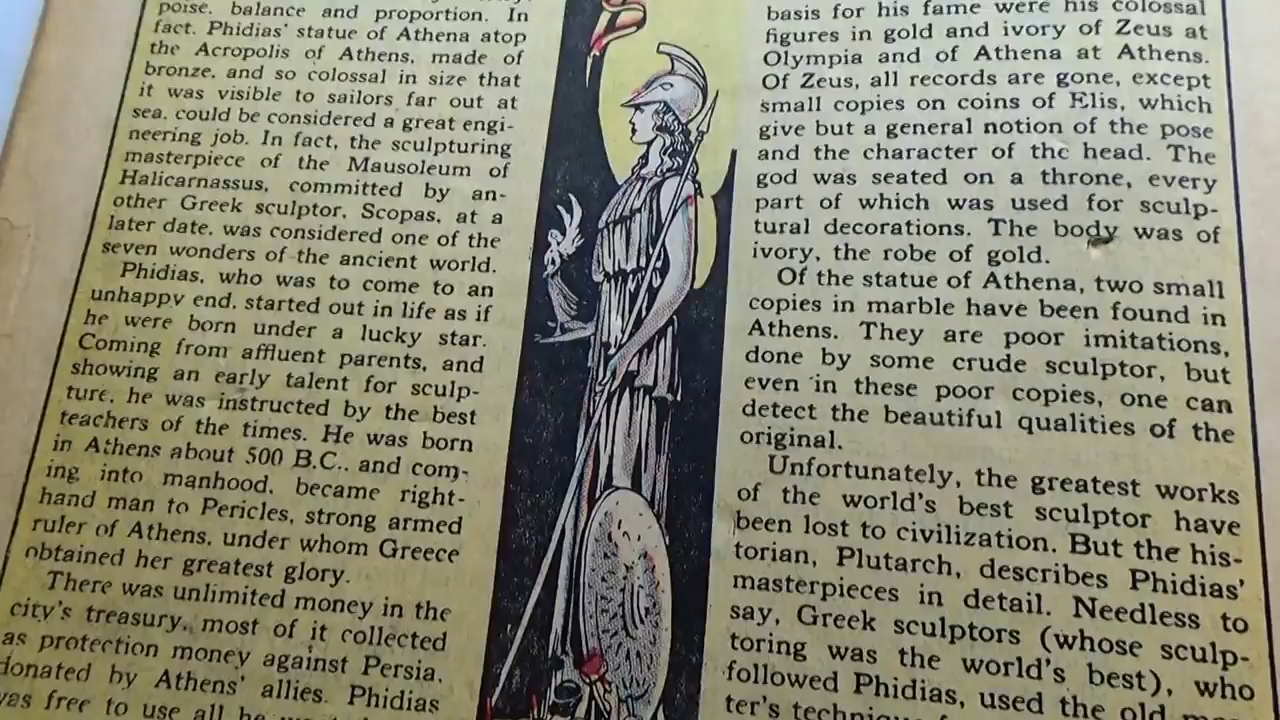 poise, balance and proportion. In
fact, Phidias' statue of Athena atop
the Acropolis of Athens, made of
bronze, and so colossal in size that
it was visible to sailors far out at
sea, could be considered a great engi-
neering job. In fact, the sculpturing
masterpiece of the Mausoleum of
Halicarnassus, committed by an-
other Greek sculptor, Scopas, at a
later date, was considered one of the
seven wonders of the ancient world.
Phidias, who was to come to an
unhappy end, started out in life as if
he were born under a lucky star.
Coming from affluent parents, and
showing an early talent for sculp-
ture, he was instructed by the best
teachers of the times. He was born
in Athens about 500 B.C., and com-
ing into manhood, became right-
hand man to Pericles, strong armed
ruler of Athens, under whom Greece
obtained her greatest glory.
There was unlimited money in the
city's treasury, most of it collected
as protection money against Persia,
donated by Athens' allies. Phidias
was free to use all he
basis for his fame were his colossal
figures in gold and ivory of Zeus at
Olympia and of Athena at Athens.
Of Zeus, all records are gone, except
small copies on coins of Elis, which
give but a general notion of the pose
and the character of the head. The
god was seated on a throne, every
part of which was used for sculp-
tural decorations. The body was of
ivory, the robe of gold.
Of the statue of Athena, two small
copies in marble have been found in
Athens. They are poor imitations,
done by some crude sculptor, but
even in these poor copies, one can
detect the beautiful qualities of the
original.
Unfortunately, the greatest works
of the world's best sculptor have
been lost to civilization. But the his-
torian, Plutarch, describes Phidias'
masterpieces in detail. Needless to
say, Greek sculptors (whose sculp-
toring was the world's best), who
followed Phidias, used the old
ter's technique